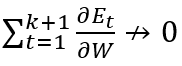 ∑_{t=1}^{k+1} ∂E_t/∂W ↛ 0